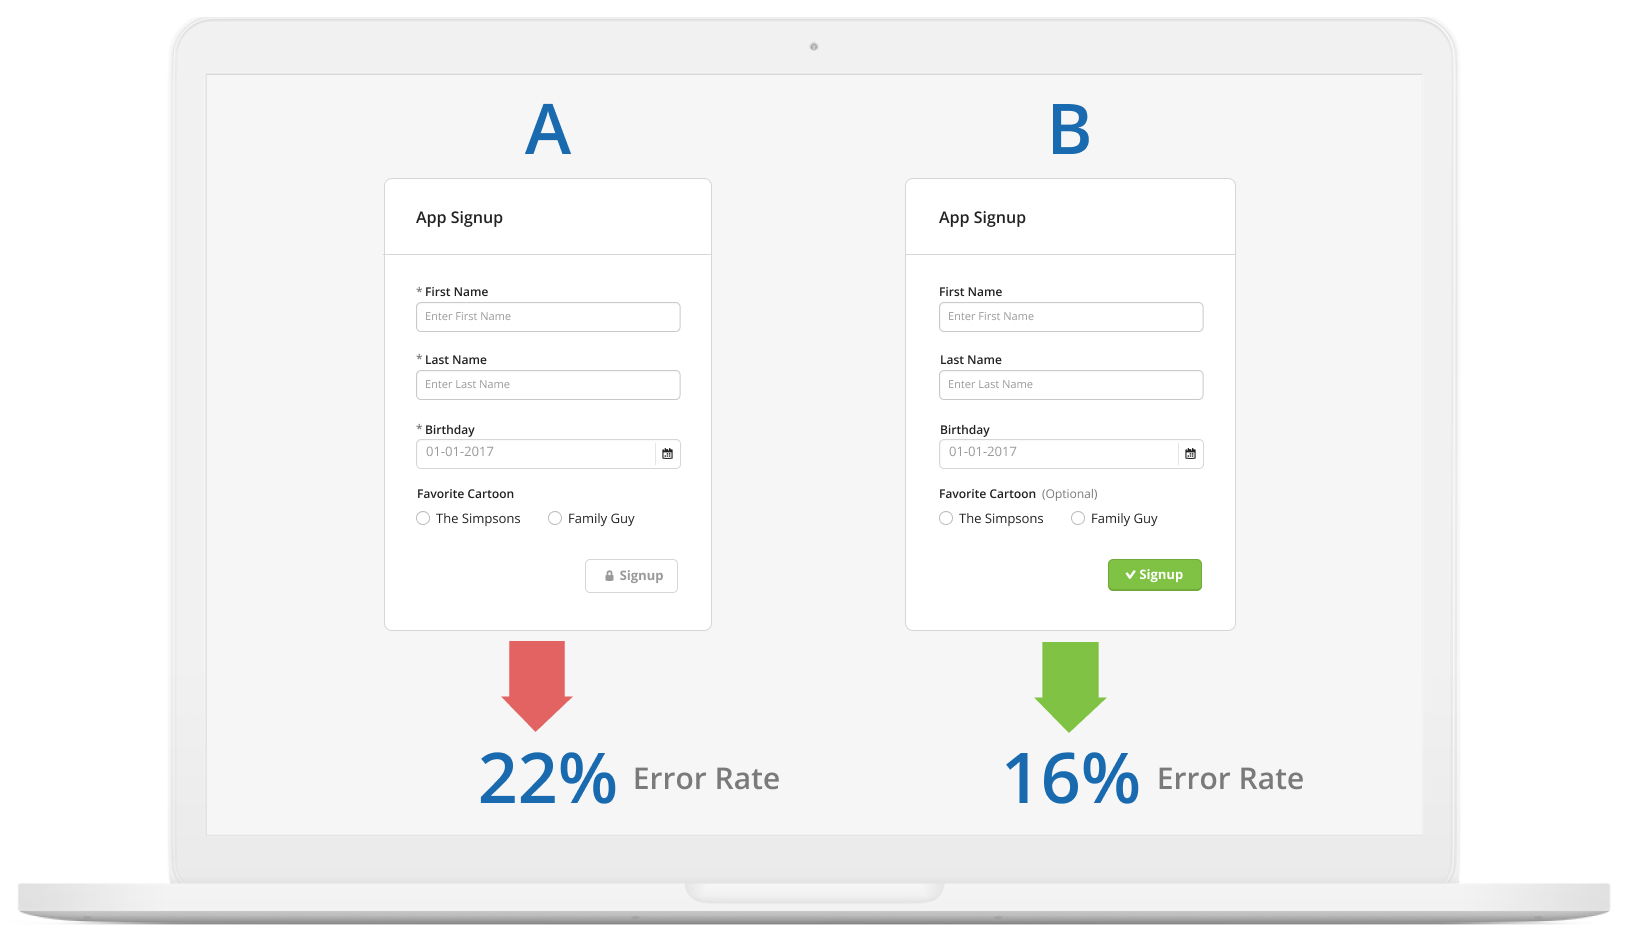 A
App Signup
* First Name
Enter First Name
* Last Name
Enter Last Name
* Birthday
01-01-2017
Favorite Cartoon
The Simpsons Family Guy
Signup
22% Error Rate
B
App Signup
First Name
Enter First Name
Last Name
Enter Last Name
Birthday
01-01-2017
Favorite Cartoon (Optional)
The Simpsons Family Guy
Signup
16% Error Rate